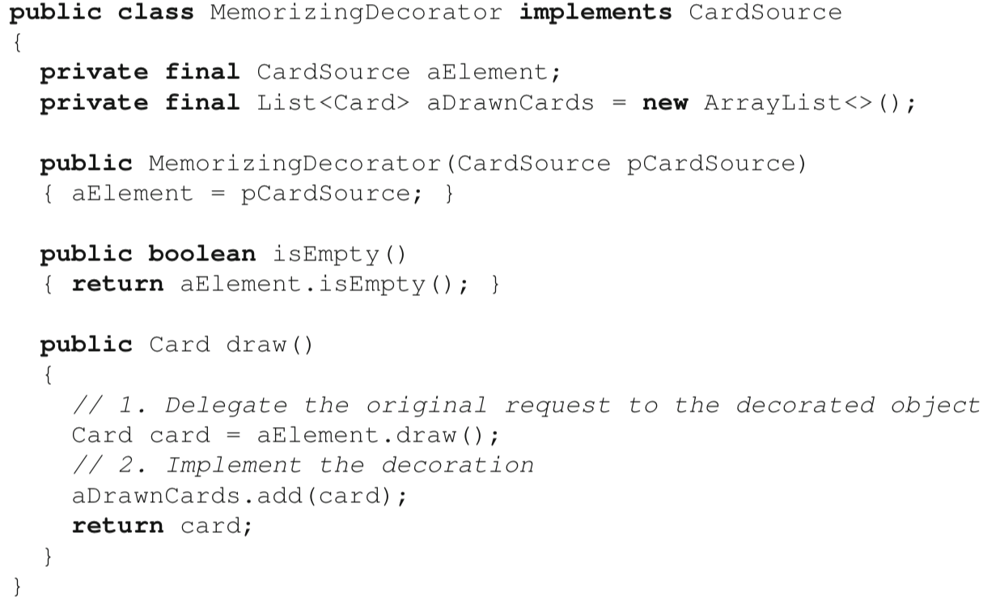 public class MemorizingDecorator implements CardSource
{
  private final CardSource aElement;
  private final List<Card> aDrawnCards = new ArrayList<>();

  public MemorizingDecorator(CardSource pCardSource)
  { aElement = pCardSource; }

  public boolean isEmpty()
  { return aElement.isEmpty(); }

  public Card draw()
  {
    // 1. Delegate the original request to the decorated object
    Card card = aElement.draw();
    // 2. Implement the decoration
    aDrawnCards.add(card);
    return card;
  }
}